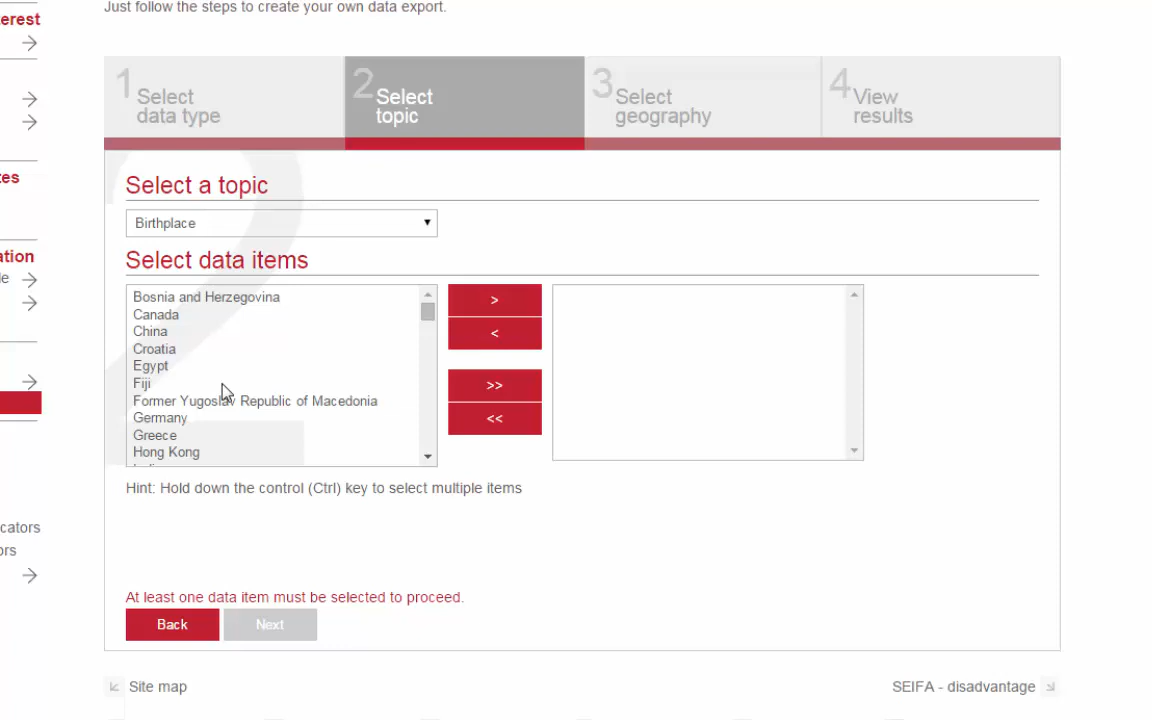 erest
Just follow the steps to create your own data export.
1 Select data type
2 Select topic
3 Select geography
4 View results
tes
Select a topic
Birthplace
ation
le
Select data items
Bosnia and Herzegovina
Canada
China
Croatia
Egypt
Fiji
Former Yugoslav Republic of Macedonia
Germany
Greece
Hong Kong
>
<
>>
<<
Hint: Hold down the control (Ctrl) key to select multiple items
cators
ors
At least one data item must be selected to proceed.
Back
Next
Site map
SEIFA - disadvantage